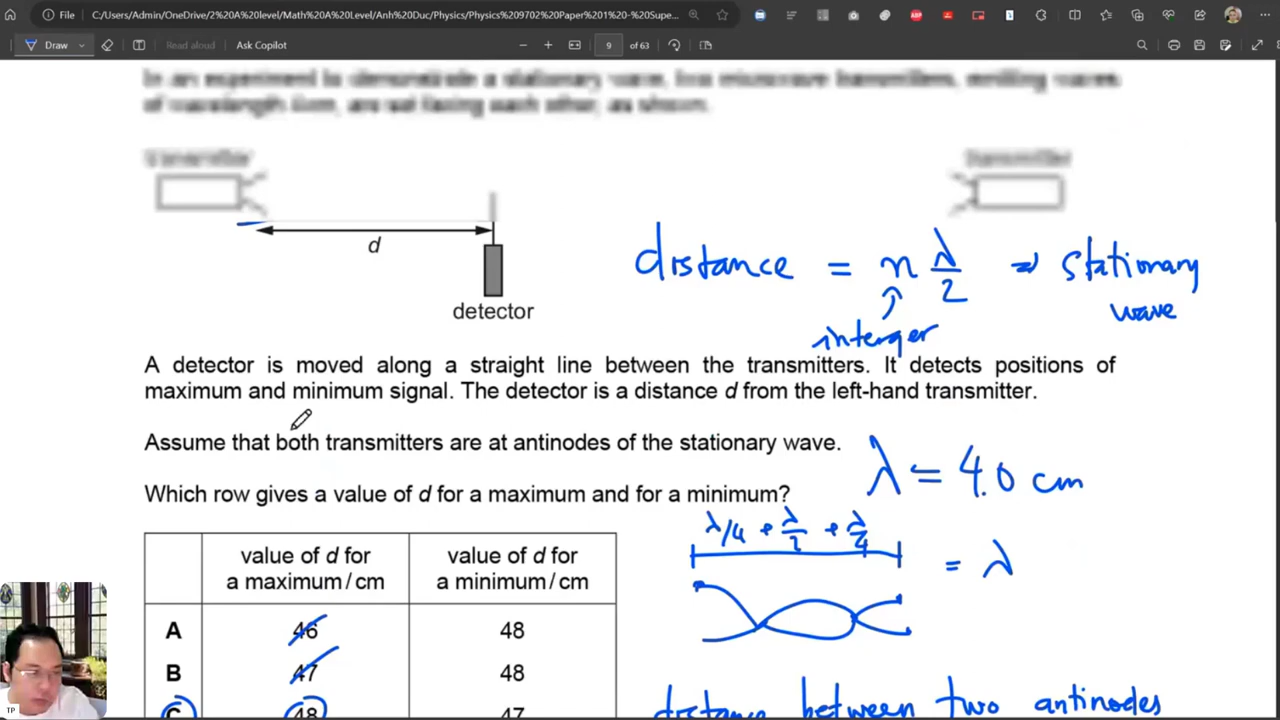 File C:/Users/Admin/OneDrive/2%20A%20level/Math%20A%20Level/Anh%20Duc/Physics/Physics%209702%20Paper%201%20-%20Supe...
Draw Read aloud Ask Copilot 9 of 63
d
detector
distance = n λ/2 ⇒ stationary wave
interger
A detector is moved along a straight line between the transmitters. It detects positions of
maximum and minimum signal. The detector is a distance d from the left-hand transmitter.
Assume that both transmitters are at antinodes of the stationary wave.
λ = 4.0 cm
Which row gives a value of d for a maximum and for a minimum?
λ/4 + λ/2 + λ/4
= λ
value of d for value of d for
a maximum/cm a minimum/cm
A 46 48
B 47 48
C 48 47
distance between two antinodes
TP